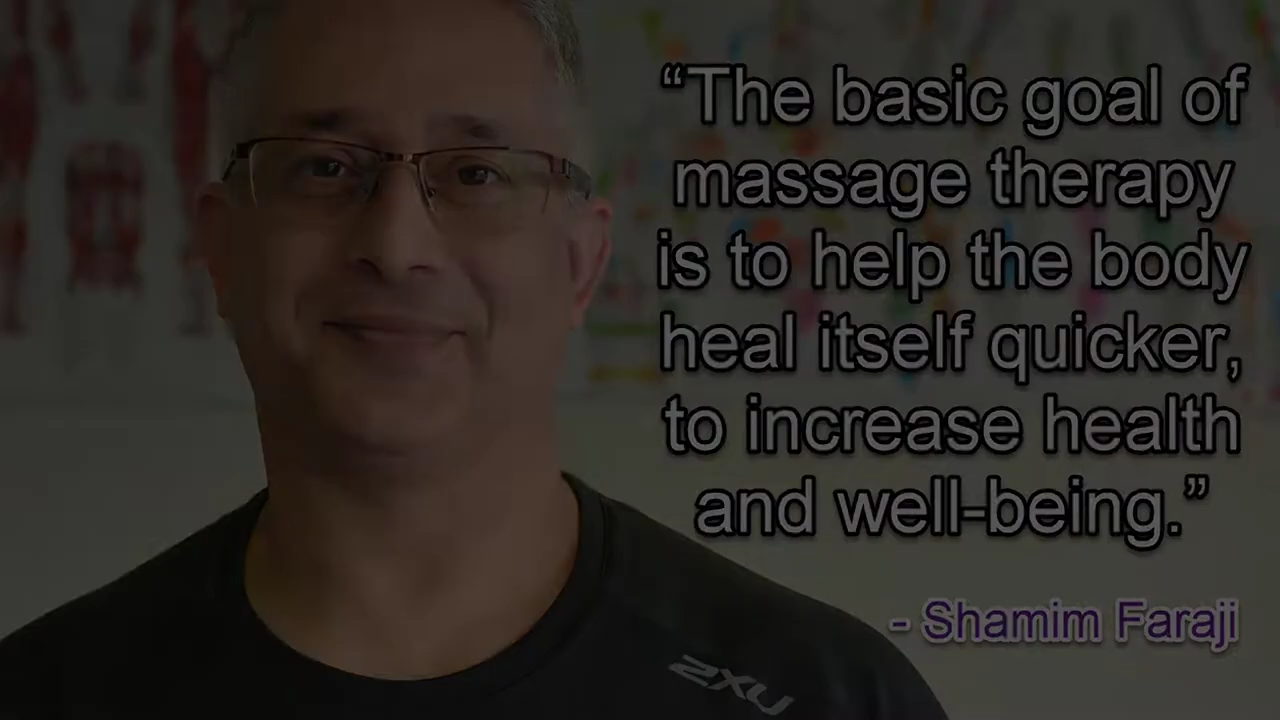 “The basic goal of
massage therapy
is to help the body
heal itself quicker,
to increase health
and well-being.”
- Shamim Faraji
2XU